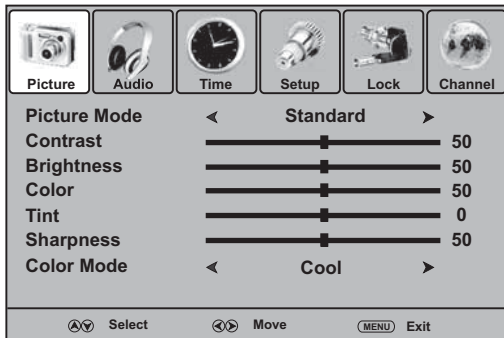 Picture Audio Time Setup Lock Channel
Picture Mode Standard
Contrast 50
Brightness 50
Color 50
Tint 0
Sharpness 50
Color Mode Cool
Select Move MENU Exit